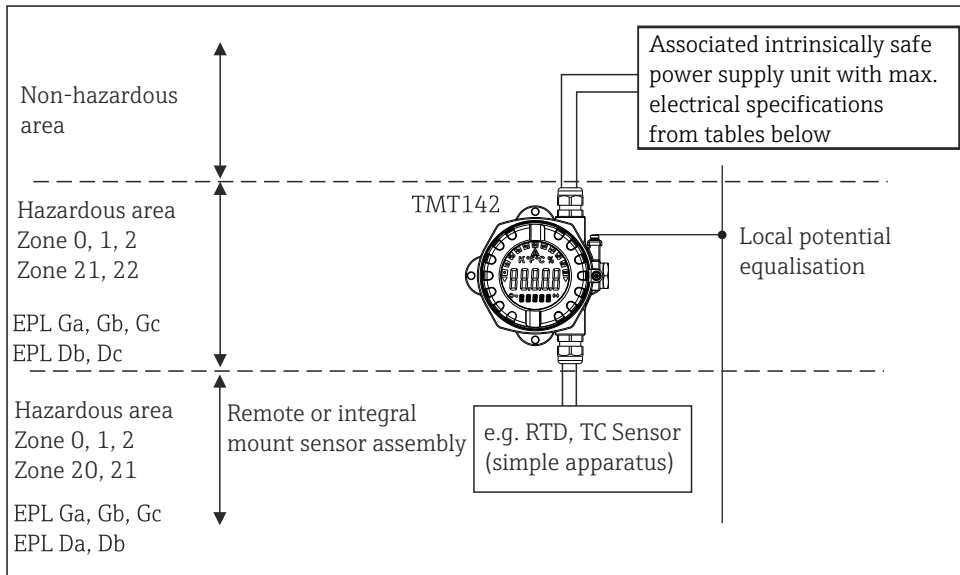 Non-hazardous
area
Associated intrinsically safe
power supply unit with max.
electrical specifications
from tables below
Hazardous area
Zone 0, 1, 2
Zone 21, 22
EPL Ga, Gb, Gc
EPL Db, Dc
TMT142
K°F°C %
Local potential
equalisation
Hazardous area
Zone 0, 1, 2
Zone 20, 21
EPL Ga, Gb, Gc
EPL Da, Db
Remote or integral
mount sensor assembly
e.g. RTD, TC Sensor
(simple apparatus)